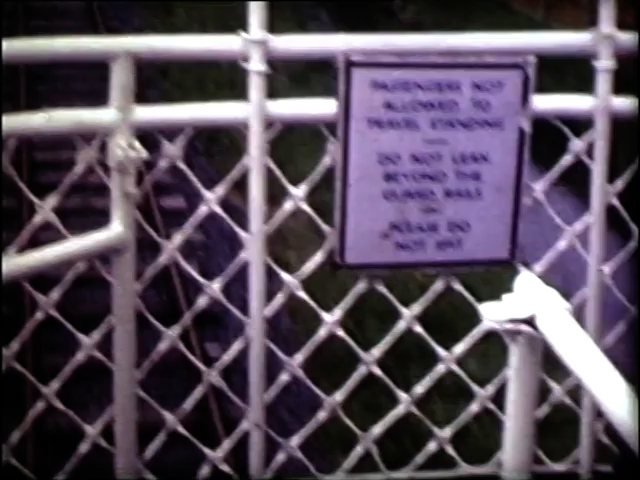 PASSENGERS NOT
ALLOWED TO
TRAVEL STANDING
DO NOT LEAN
BEYOND THE
GUARD RAILS
PLEASE DO
NOT SPIT